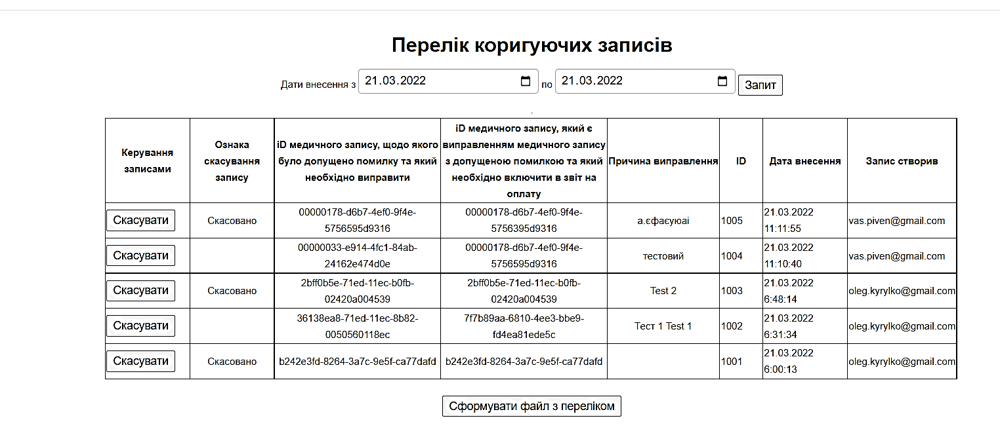 Перелік коригуючих записів
Дати внесення з 21.03.2022 по 21.03.2022 Запит
Керування
записами
Ознака
скасування
запису
iD медичного запису, щодо якого
було допущено помилку та який
необхідно виправити
iD медичного запису, який є
виправленням медичного запису
з допущеною помилкою та який
необхідно включити в звіт на
оплату
Причина виправлення
ID
Дата внесення
Запис створив
Скасувати
Скасовано
00000178-d6b7-4ef0-9f4e-
5756595d9316
00000178-d6b7-4ef0-9f4e-
5756395d9316
а.єфаєуюаі
1005
21.03.2022
11:11:55
vas.piven@gmail.com
Скасувати
00000033-e914-4fc1-84ab-
24162e474d0e
00000178-d6b7-4ef0-9f4e-
5756595d9316
тестовий
1004
21.03.2022
11:10:40
vas.piven@gmail.com
Скасувати
Скасовано
2bff0b5e-71ed-11ec-b0fb-
02420a004539
2bff0b5e-71ed-11ec-b0fb-
02420a004539
Test 2
1003
21.03.2022
6:48:14
oleg.kyrylko@gmail.com
Скасувати
36138ea8-71ed-11ec-8b82-
0050560118ec
7f7b89aa-6810-4ee3-bbe9-
fd4ea81ede5c
Тест 1 Test 1
1002
21.03.2022
6:31:34
oleg.kyrylko@gmail.com
Скасувати
Скасовано
b242e3fd-8264-3a7c-9e5f-ca77dafd
b242e3fd-8264-3a7c-9e5f-ca77dafd
1001
21.03.2022
6:00:13
oleg.kyrylko@gmail.com
Сформувати файл з переліком